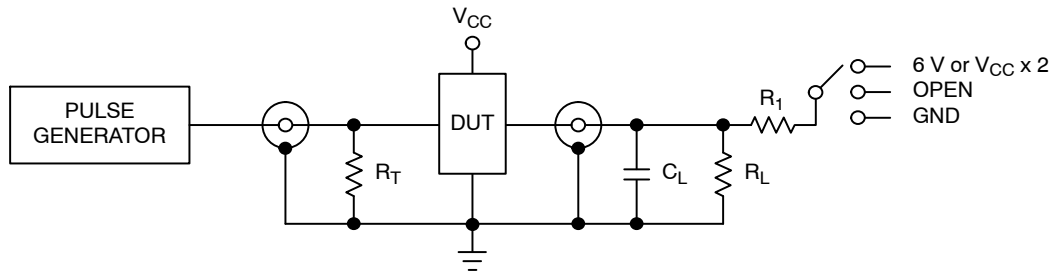 V_CC
PULSE
GENERATOR
DUT
R_T
C_L
R_L
R_1
6 V or V_CC x 2
OPEN
GND